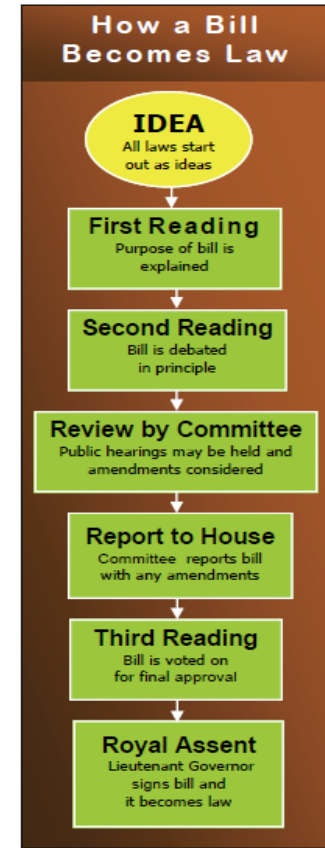 How a Bill
Becomes Law
IDEA
All laws start
out as ideas
First Reading
Purpose of bill is
explained
Second Reading
Bill is debated
in principle
Review by Committee
Public hearings may be held and
amendments considered
Report to House
Committee reports bill
with any amendments
Third Reading
Bill is voted on
for final approval
Royal Assent
Lieutenant Governor
signs bill and
it becomes law